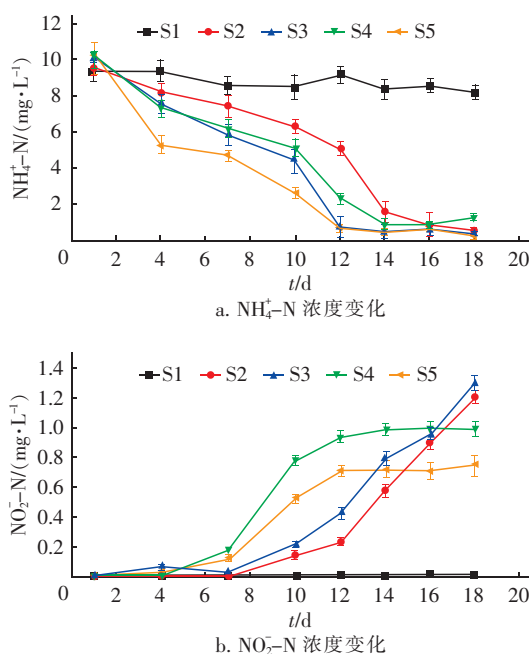 S1 S2 S3 S4 S5
12
10
8
6
4
2
0
NH₄⁺–N/(mg·L⁻¹)
2 4 6 8 10 12 14 16 18 20
t/d
a. NH₄⁺–N 浓度变化
S1 S2 S3 S4 S5
1.4
1.2
1.0
0.8
0.6
0.4
0.2
0
NO₂⁻–N/(mg·L⁻¹)
2 4 6 8 10 12 14 16 18 20
t/d
b. NO₂⁻–N 浓度变化